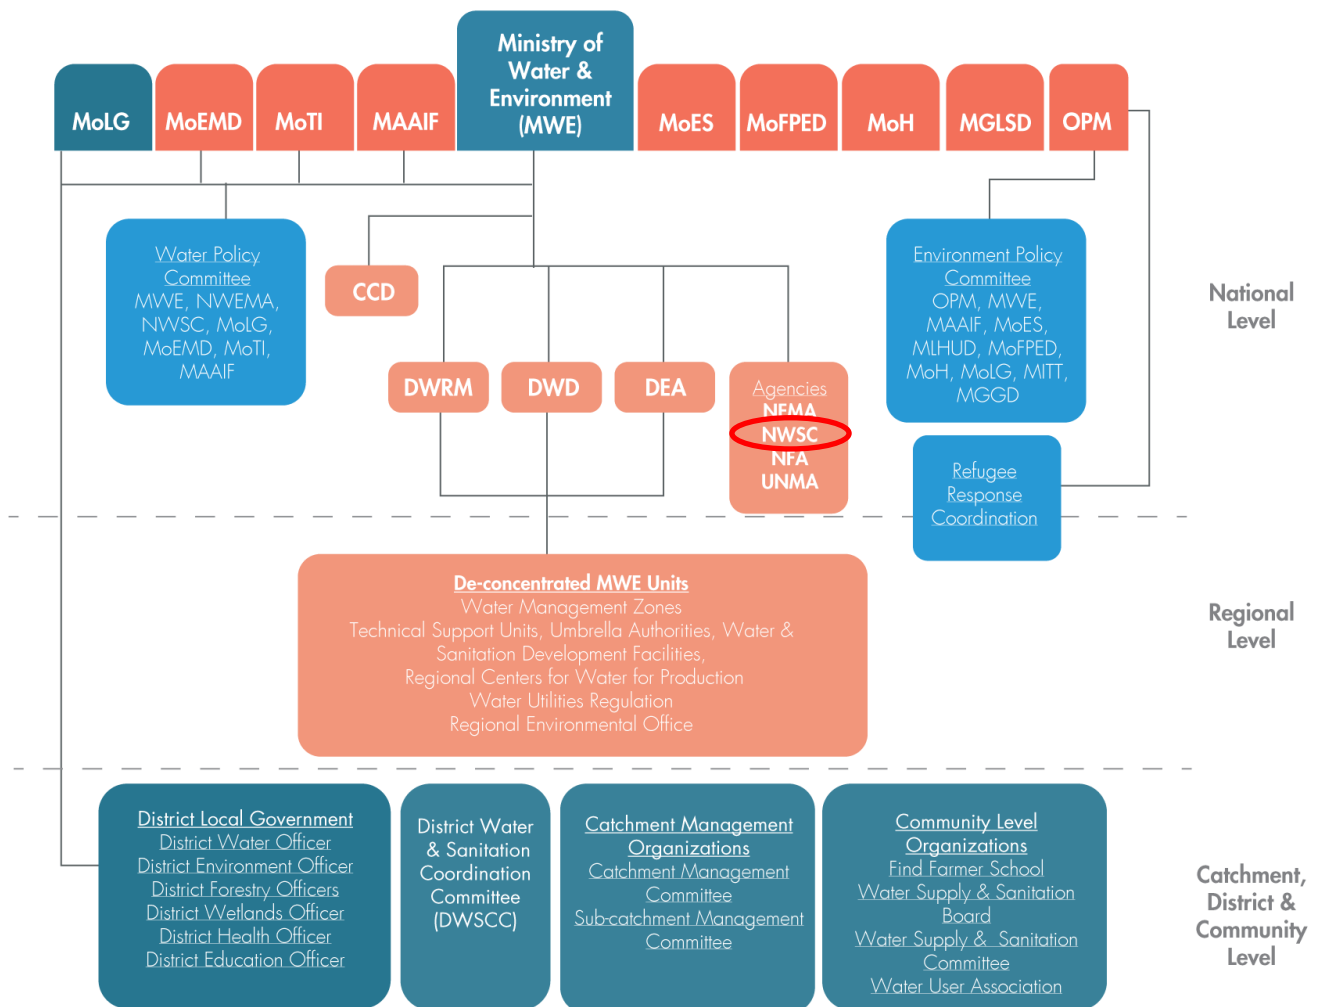 Ministry of
Water &
Environment
(MWE)
MoLG
MoEMD
MoTI
MAAIF
MoES
MoFPED
MoH
MGLSD
OPM
Water Policy
Committee
MWE, NWEMA,
NWSC, MoLG,
MoEMD, MoTI,
MAAIF
CCD
Environment Policy
Committee
OPM, MWE,
MAAIF, MoES,
MLHUD, MoFPED,
MoH, MoLG, MITT,
MGGD
National
Level
DWRM
DWD
DEA
Agencies
NEMA
NWSC
NFA
UNMA
Refugee
Response
Coordination
De-concentrated MWE Units
Water Management Zones
Technical Support Units, Umbrella Authorities, Water &
Sanitation Development Facilities,
Regional Centers for Water for Production
Water Utilities Regulation
Regional Environmental Office
Regional
Level
District Local Government
District Water Officer
District Environment Officer
District Forestry Officers
District Wetlands Officer
District Health Officer
District Education Officer
District Water
& Sanitation
Coordination
Committee
(DWSCC)
Catchment Management
Organizations
Catchment Management
Committee
Sub-catchment Management
Committee
Community Level
Organizations
Find Farmer School
Water Supply & Sanitation
Board
Water Supply & Sanitation
Committee
Water User Association
Catchment,
District &
Community
Level